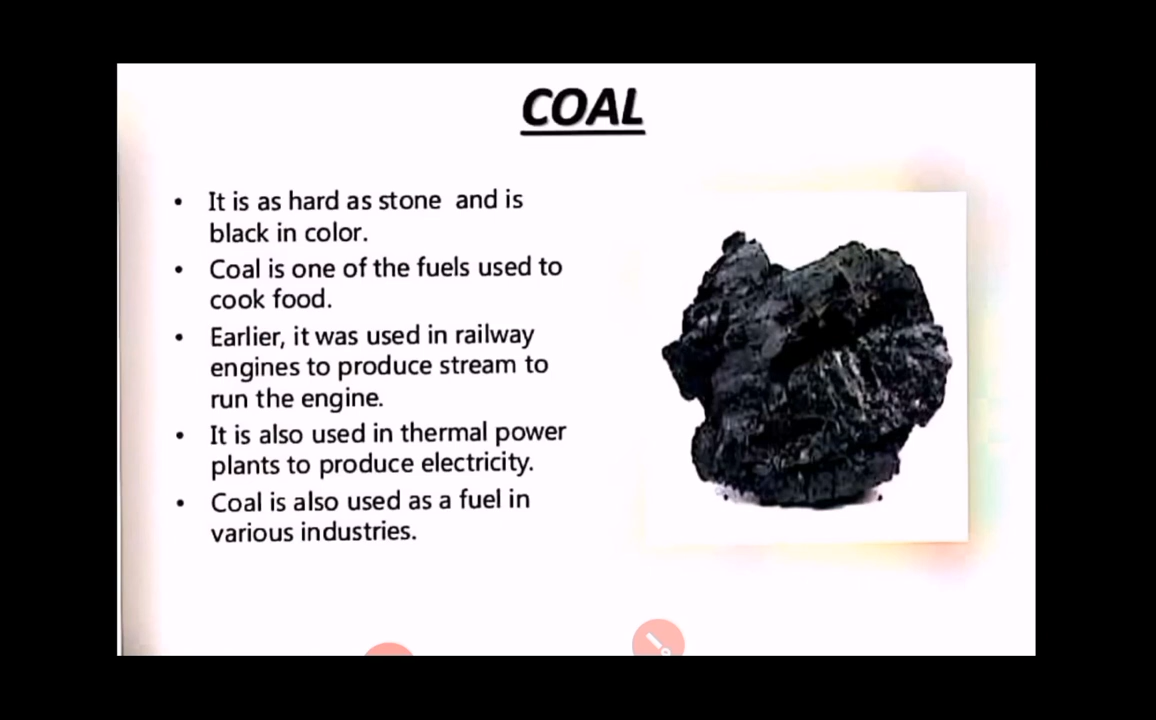 COAL
• It is as hard as stone and is
black in color.
• Coal is one of the fuels used to
cook food.
• Earlier, it was used in railway
engines to produce stream to
run the engine.
• It is also used in thermal power
plants to produce electricity.
• Coal is also used as a fuel in
various industries.